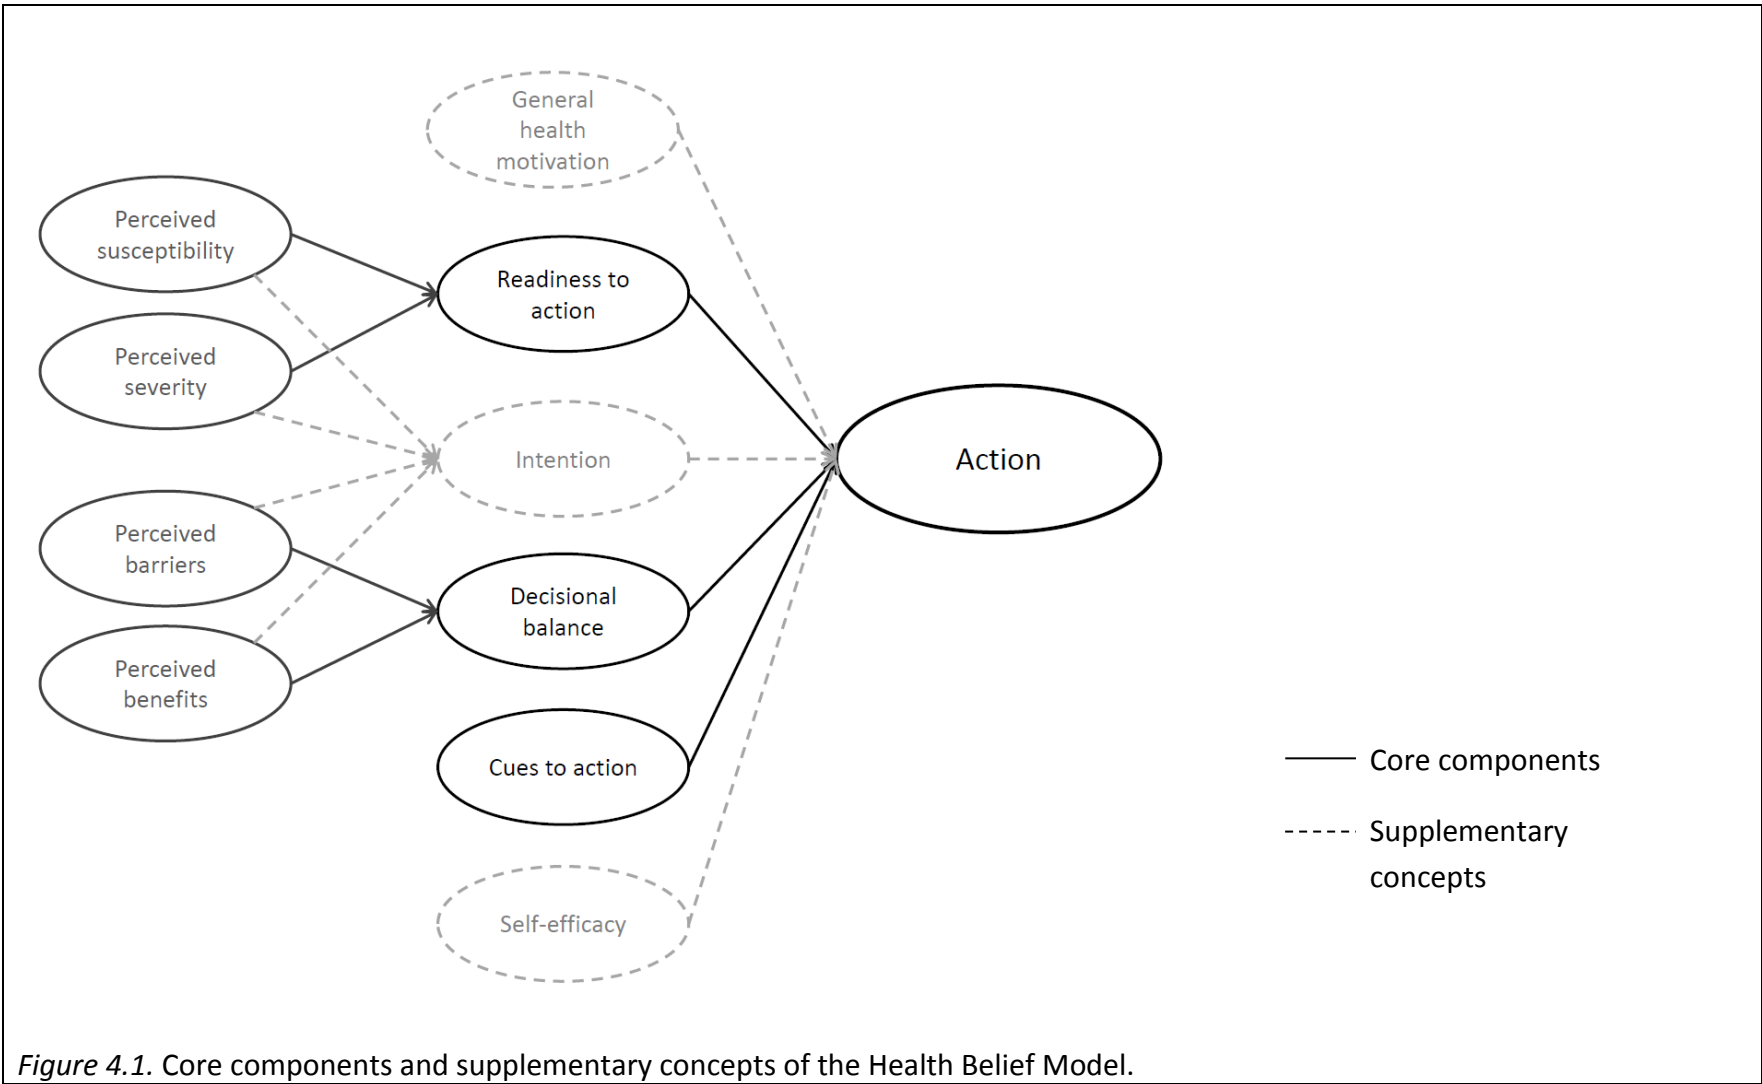 General
health
motivation
Perceived
susceptibility
Readiness to
action
Perceived
severity
Intention
Action
Perceived
barriers
Decisional
balance
Perceived
benefits
Cues to action
Core components
Supplementary
concepts
Self-efficacy
Figure 4.1. Core components and supplementary concepts of the Health Belief Model.